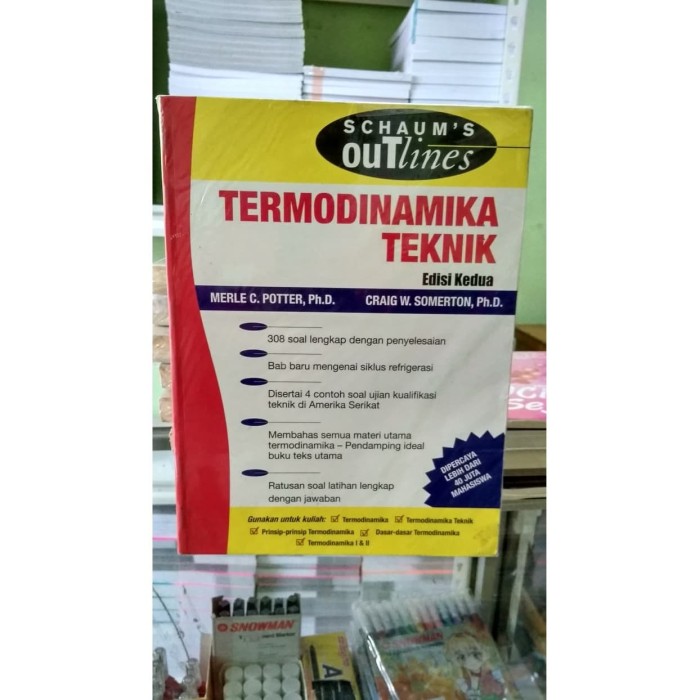 SCHAUM'S
ouTlines
TERMODINAMIKA
TEKNIK
Edisi Kedua
MERLE C. POTTER, Ph.D.
CRAIG W. SOMERTON, Ph.D.
308 soal lengkap dengan penyelesaian
Bab baru mengenai siklus refrigerasi
Disertai 4 contoh soal ujian kualifikasi
teknik di Amerika Serikat
Membahas semua materi utama
termodinamika – Pendamping ideal
buku teks utama
Ratusan soal latihan lengkap
dengan jawaban
DIPERCAYA
LEBIH DARI
40 JUTA
MAHASISWA
Gunakan untuk kuliah: Termodinamika Termodinamika Teknik
Prinsip-prinsip Termodinamika Dasar-dasar Termodinamika
Termodinamika I & II
SNOWMAN